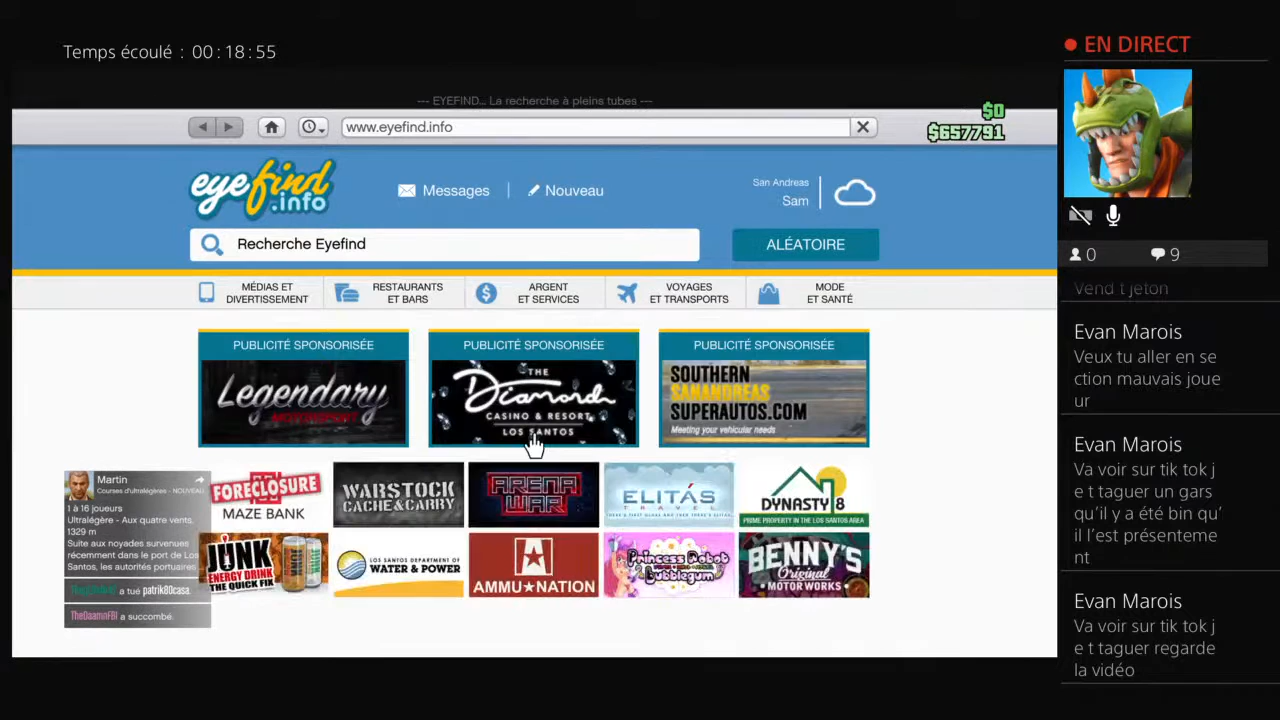 Temps écoulé : 00:18:55
EN DIRECT
--- EYEFIND... La recherche à pleins tubes ---
www.eyefind.info
$0
$657791
eyefind
.info
Messages
Nouveau
San Andreas
Sam
Recherche Eyefind
ALÉATOIRE
MÉDIAS ET
DIVERTISSEMENT
RESTAURANTS
ET BARS
ARGENT
ET SERVICES
VOYAGES
ET TRANSPORTS
MODE
ET SANTÉ
PUBLICITÉ SPONSORISÉE
Legendary
MOTORSPORT
PUBLICITÉ SPONSORISÉE
THE
Diamond
CASINO & RESORT
LOS SANTOS
PUBLICITÉ SPONSORISÉE
SOUTHERN
SANANDREAS
SUPERAUTOS.COM
Meeting your vehicular needs
Martin
Courses d'ultralégères - NOUVEAU
1 à 16 joueurs
Ultralégère - Aux quatre vents,
1329 m
Suite aux noyades survenues
récemment dans le port de Los
Santos, les autorités portuaires
a tué patrik80casa.
TheDaamnFBI a succombé.
FORECLOSURE
MAZE BANK
WARSTOCK
CACHE & CARRY
ARENA
WAR
ELITÁS
TRAVEL
DYNASTY 8
PRIME PROPERTY IN THE LOS SANTOS AREA
JUNK
ENERGY DRINK
THE QUICK FIX
LOS SANTOS DEPARTMENT OF
WATER & POWER
AMMU★NATION
Princess Robot
Bubblegum
BENNY'S
Original
MOTOR WORKS
0
9
Vend t jeton
Evan Marois
Veux tu aller en se
ction mauvais joue
ur
Evan Marois
Va voir sur tik tok j
e t taguer un gars
qu'il y a été bin qu'
il l'est présenteme
nt
Evan Marois
Va voir sur tik tok j
e t taguer regarde
la vidéo